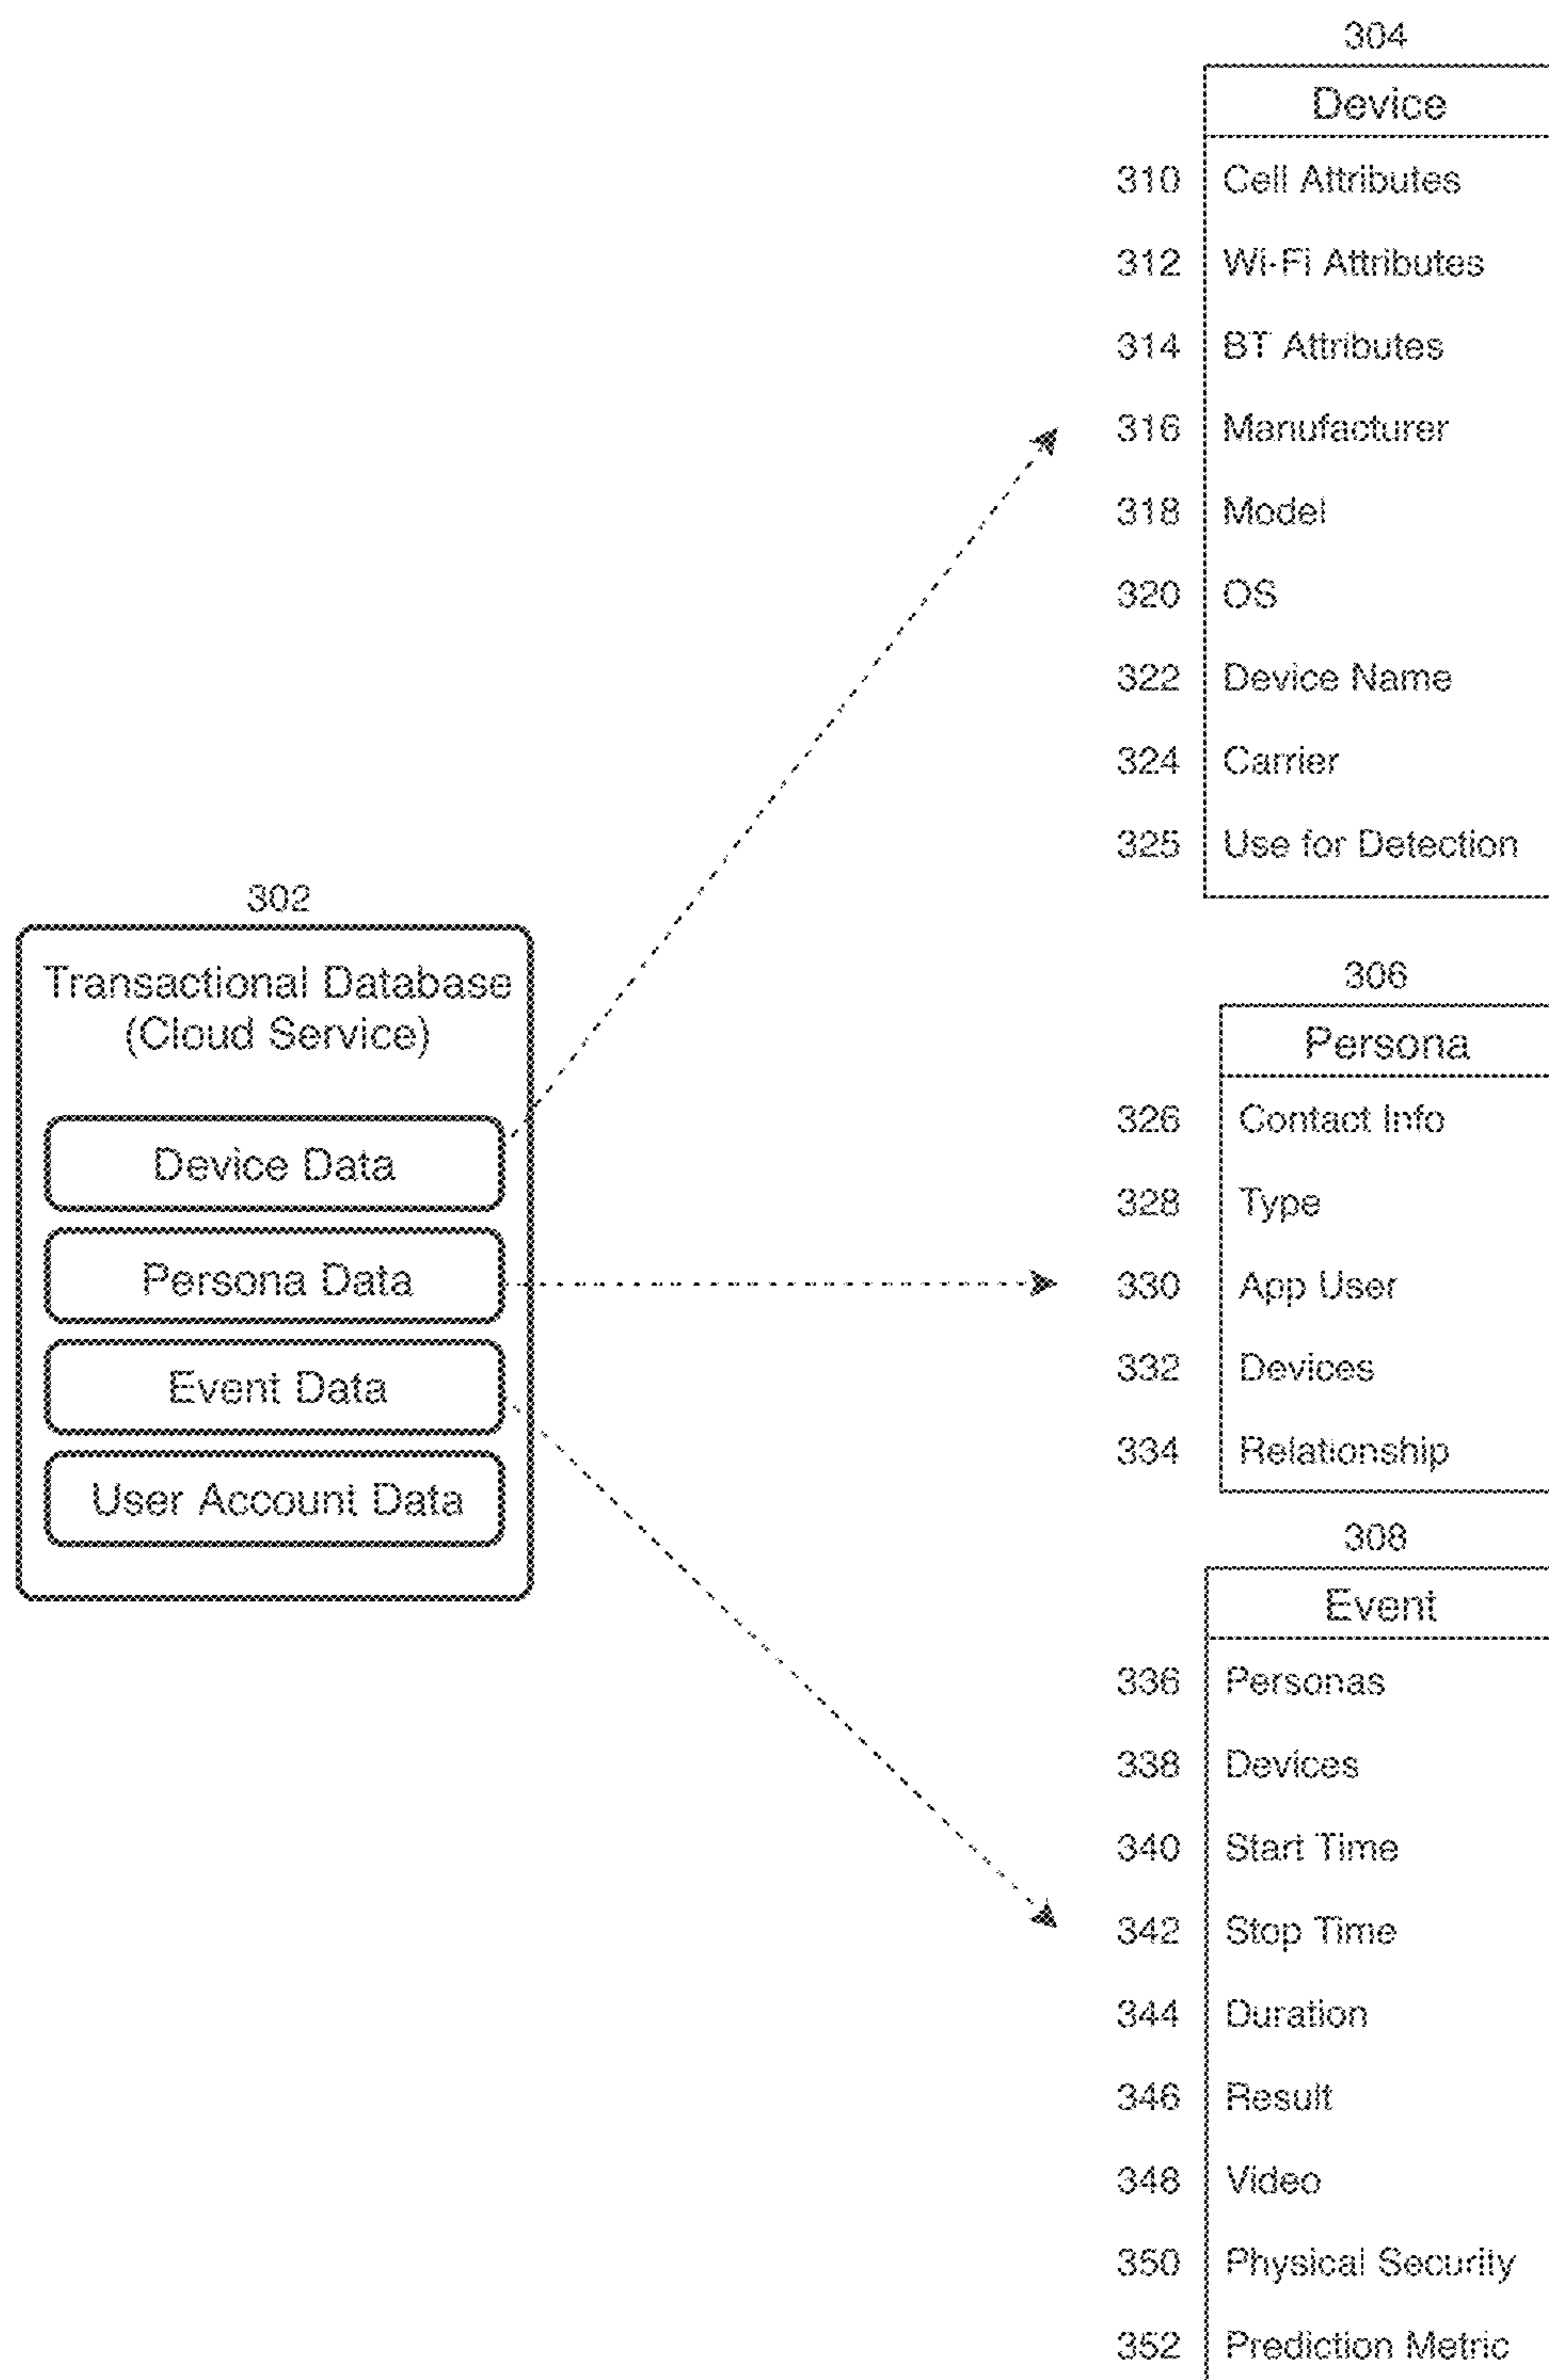 302
Transactional Database
(Cloud Service)
Device Data
Persona Data
Event Data
User Account Data
304
Device
310 Cell Attributes
312 Wi-Fi Attributes
314 BT Attributes
316 Manufacturer
318 Model
320 OS
322 Device Name
324 Carrier
325 Use for Detection
306
Persona
326 Contact Info
328 Type
330 App User
332 Devices
334 Relationship
308
Event
336 Personas
338 Devices
340 Start Time
342 Stop Time
344 Duration
346 Result
348 Video
350 Physical Security
352 Prediction Metric